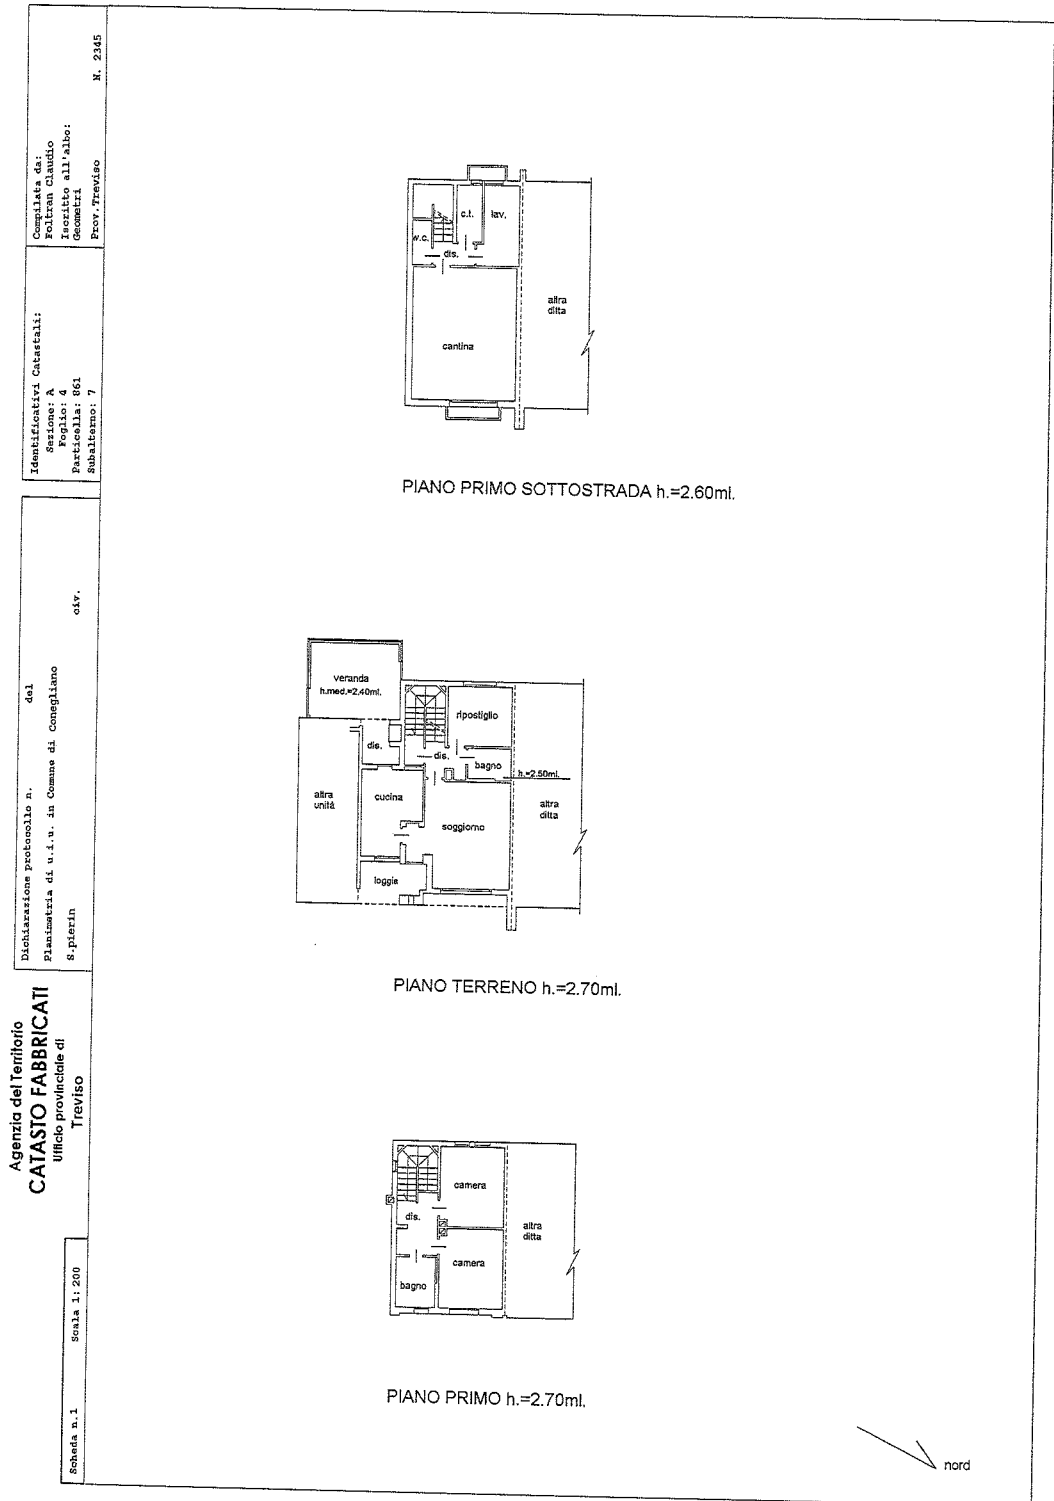 Agenzia del Territorio
CATASTO FABBRICATI
Ufficio provinciale di
Treviso
Dichiarazione protocollo n. del
Planimetria di u.i.u. in Comune di Conegliano
S.pierin civ.
Identificativi Catastali:
Sezione: A
Foglio: 4
Particella: 861
Subalterno: 7
Compilata da:
Foltran Claudio
Iscritto all'albo:
Geometri
Prov.Treviso N. 2345
Scheda n.1 Scala 1:200
c.t.
lav.
w.c.
dis.
altra
ditta
cantina
PIANO PRIMO SOTTOSTRADA h.=2.60ml.
veranda
h.med.=2.40ml.
ripostiglio
dis.
dis.
bagno
h.=2.50ml.
altra
unità
cucina
altra
ditta
soggiorno
loggia
PIANO TERRENO h.=2.70ml.
camera
dis.
altra
ditta
camera
bagno
PIANO PRIMO h.=2.70ml.
nord